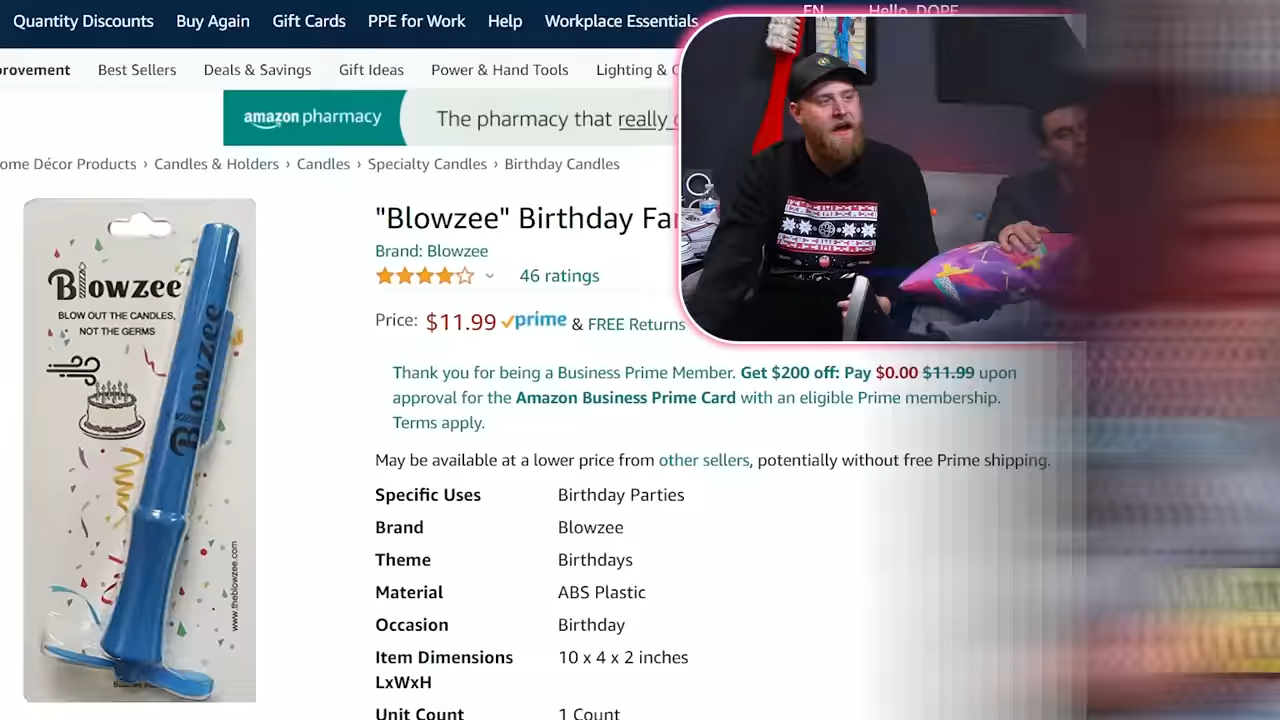 Quantity Discounts Buy Again Gift Cards PPE for Work Help Workplace Essentials EN Hello, DOPE
provement Best Sellers Deals & Savings Gift Ideas Power & Hand Tools Lighting &
amazon pharmacy The pharmacy that really
ome Décor Products › Candles & Holders › Candles › Specialty Candles › Birthday Candles
"Blowzee" Birthday Fa
Brand: Blowzee
46 ratings
Price: $11.99 prime & FREE Returns
Thank you for being a Business Prime Member. Get $200 off: Pay $0.00 $11.99 upon
approval for the Amazon Business Prime Card with an eligible Prime membership.
Terms apply.
May be available at a lower price from other sellers, potentially without free Prime shipping.
Specific Uses Birthday Parties
Brand Blowzee
Theme Birthdays
Material ABS Plastic
Occasion Birthday
Item Dimensions 10 x 4 x 2 inches
LxWxH
Unit Count 1 Count
Blowzee
BLOW OUT THE CANDLES,
NOT THE GERMS
Blowzee
www.theblowzee.com